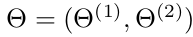 Θ = (Θ^(1), Θ^(2))